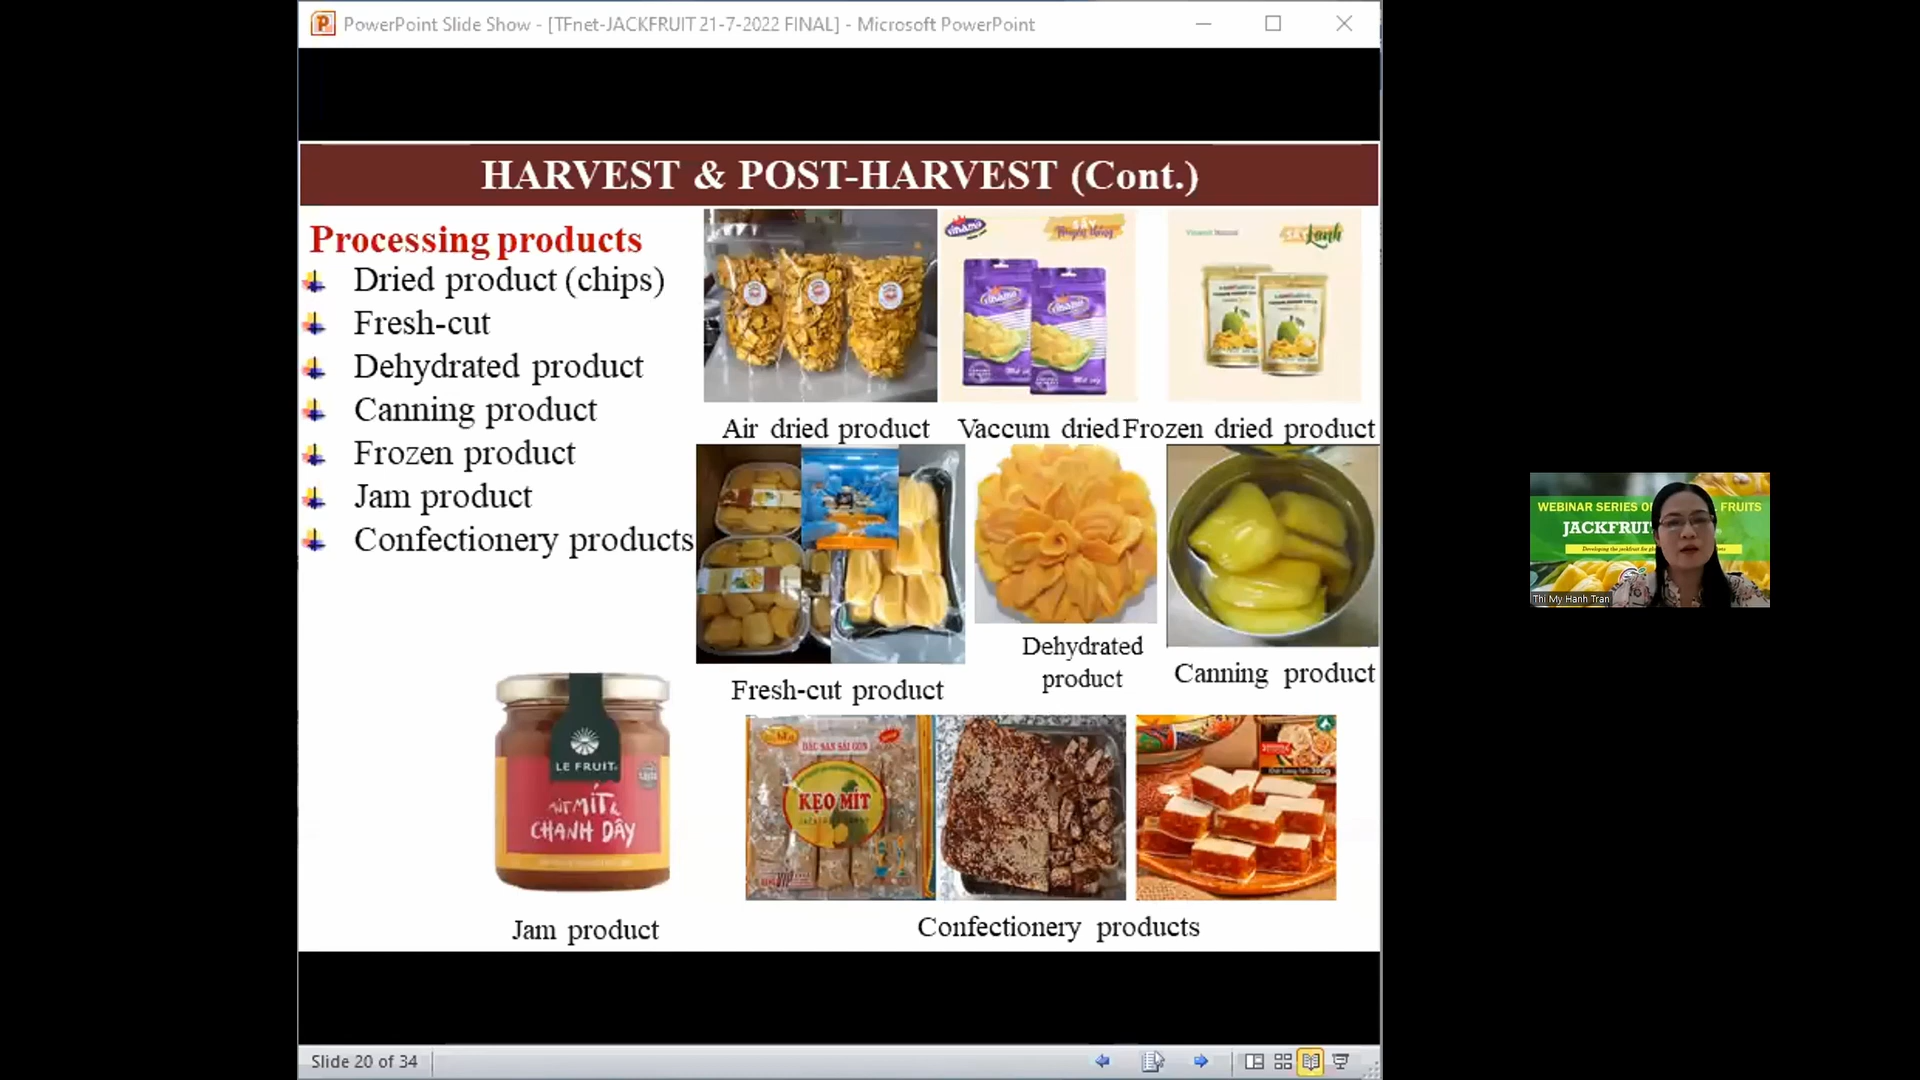 PowerPoint Slide Show - [TFnet-JACKFRUIT 21-7-2022 FINAL] - Microsoft PowerPoint
HARVEST & POST-HARVEST (Cont.)
Processing products
Dried product (chips)
Fresh-cut
Dehydrated product
Canning product
Frozen product
Jam product
Confectionery products
Air dried product
Vaccum dried
Frozen dried product
Fresh-cut product
Dehydrated
product
Canning product
LE FRUIT
MỨT MÍT &
CHANH DÂY
Jam product
ĐẶC SẢN SÀI GÒN
KẸO MÍT
Confectionery products
Slide 20 of 34
WEBINAR SERIES
FRUITS
Thi My Hanh Tran